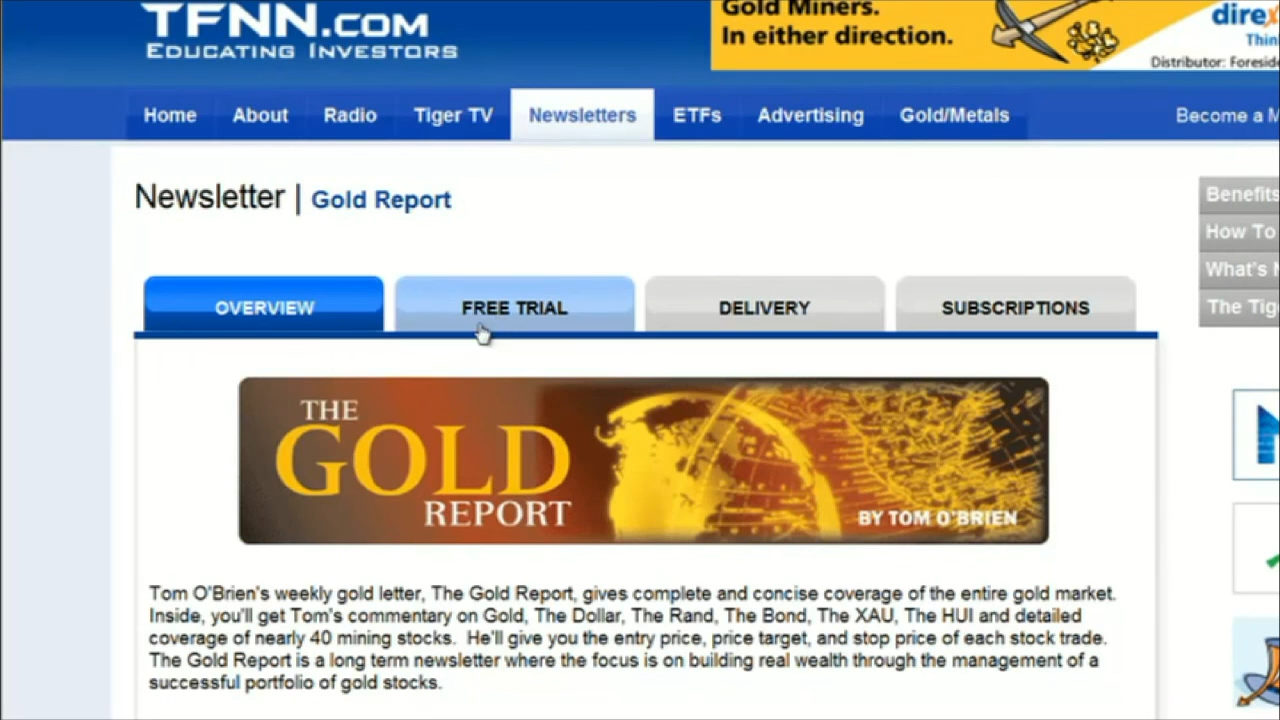 TFNN.COM
EDUCATING INVESTORS
Gold Miners.
In either direction.
Distributor:
Home About Radio Tiger TV Newsletters ETFs Advertising Gold/Metals Become a
Newsletter | Gold Report
Benefits
How To
What's
The
OVERVIEW FREE TRIAL DELIVERY SUBSCRIPTIONS
THE
GOLD
REPORT
BY TOM O'BRIEN
Tom O'Brien's weekly gold letter, The Gold Report, gives complete and concise coverage of the entire gold market.
Inside, you'll get Tom's commentary on Gold, The Dollar, The Rand, The Bond, The XAU, The HUI and detailed
coverage of nearly 40 mining stocks. He'll give you the entry price, price target, and stop price of each stock trade.
The Gold Report is a long term newsletter where the focus is on building real wealth through the management of a
successful portfolio of gold stocks.